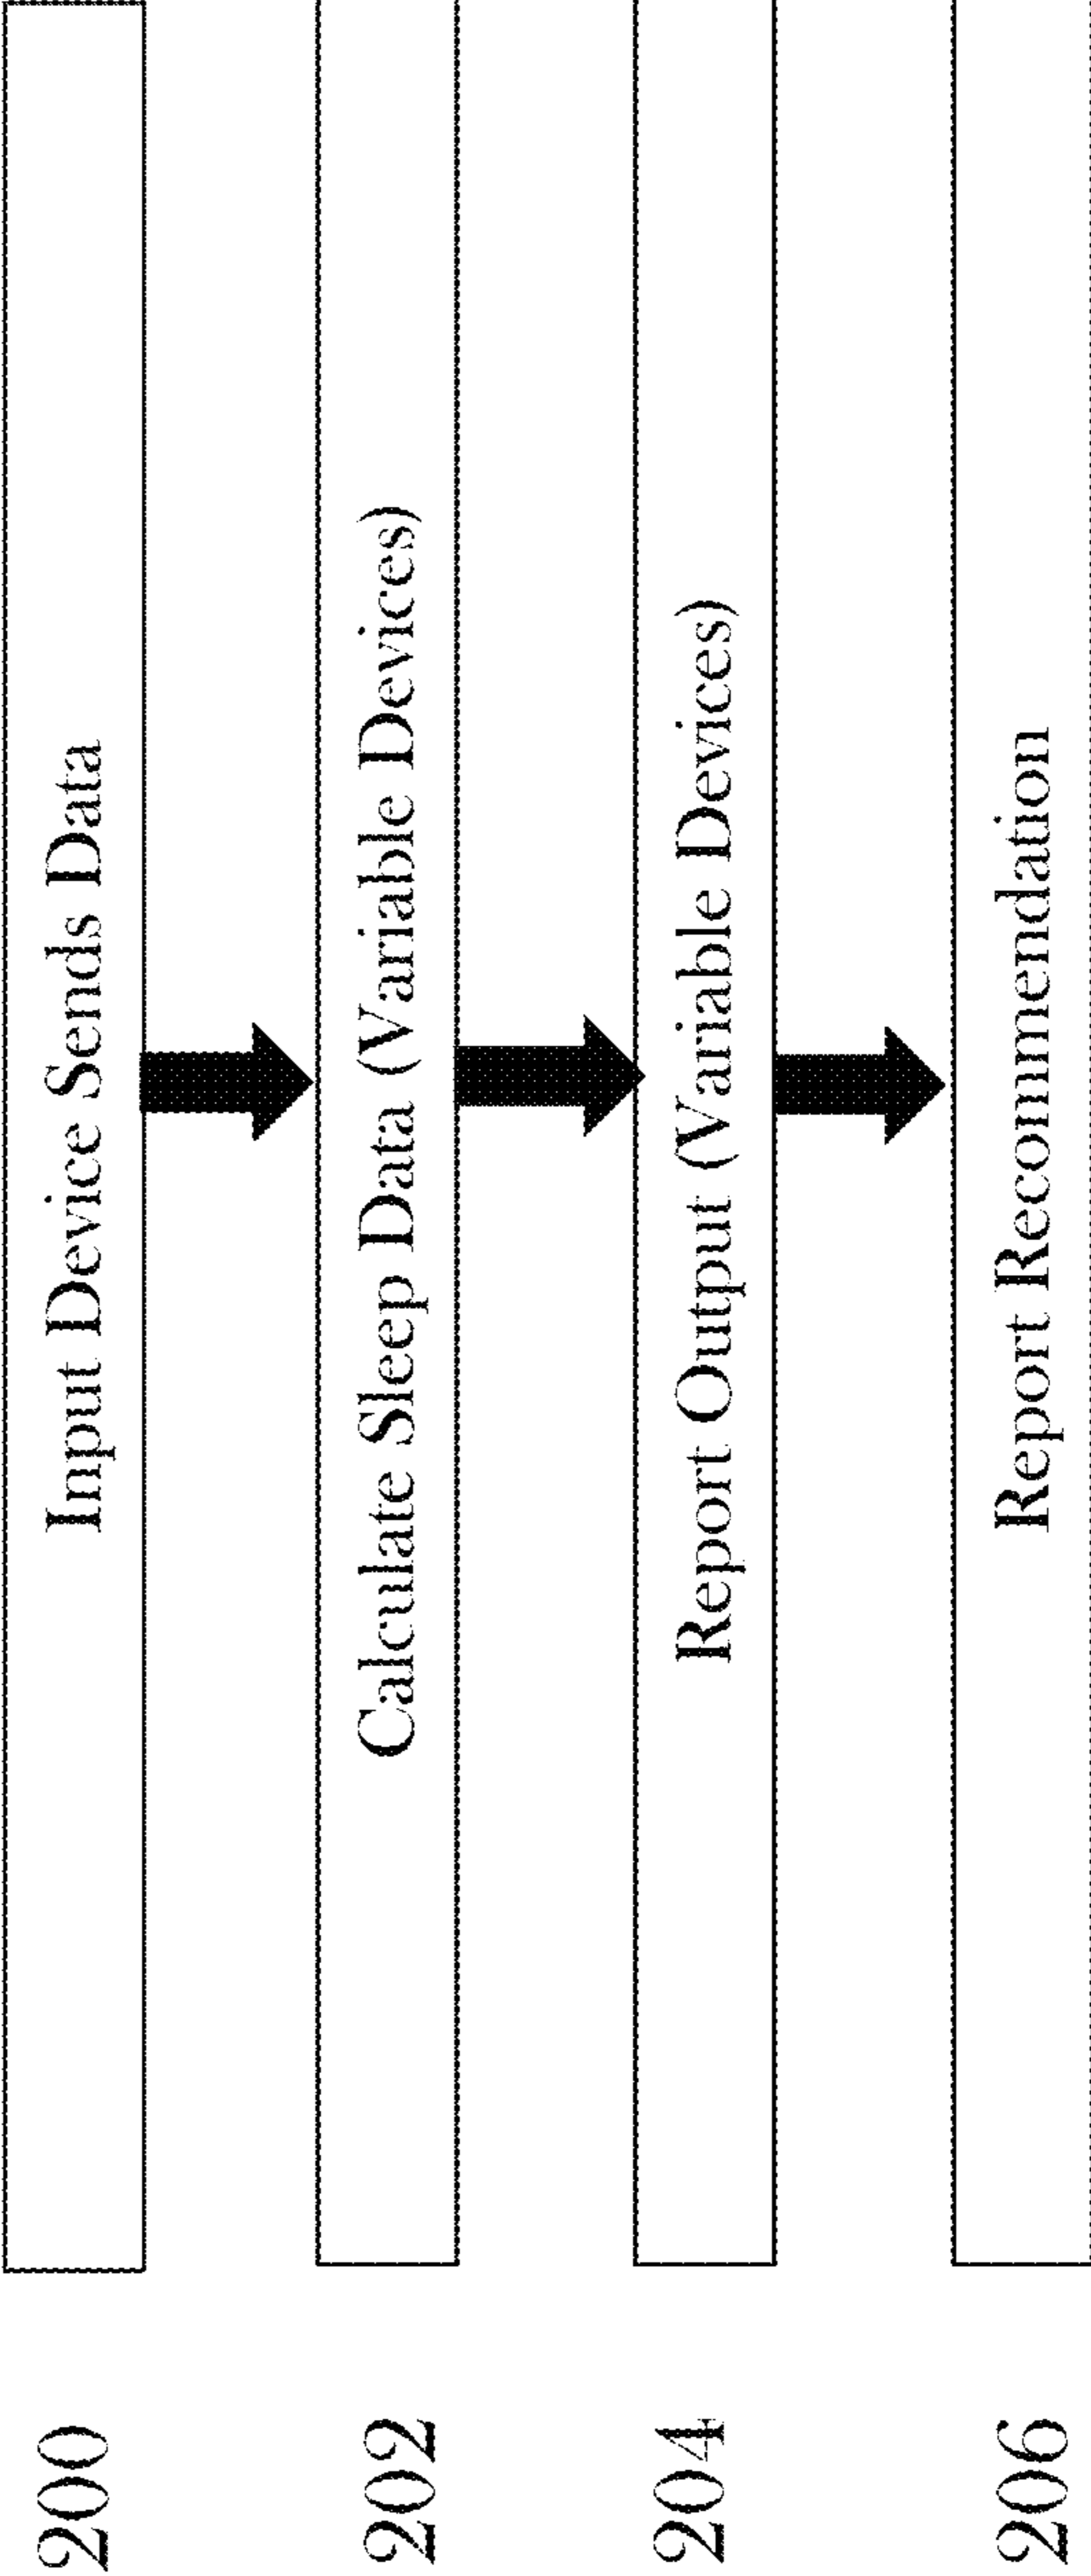 200 Input Device Sends Data
202 Calculate Sleep Data (Variable Devices)
204 Report Output (Variable Devices)
206 Report Recommendation